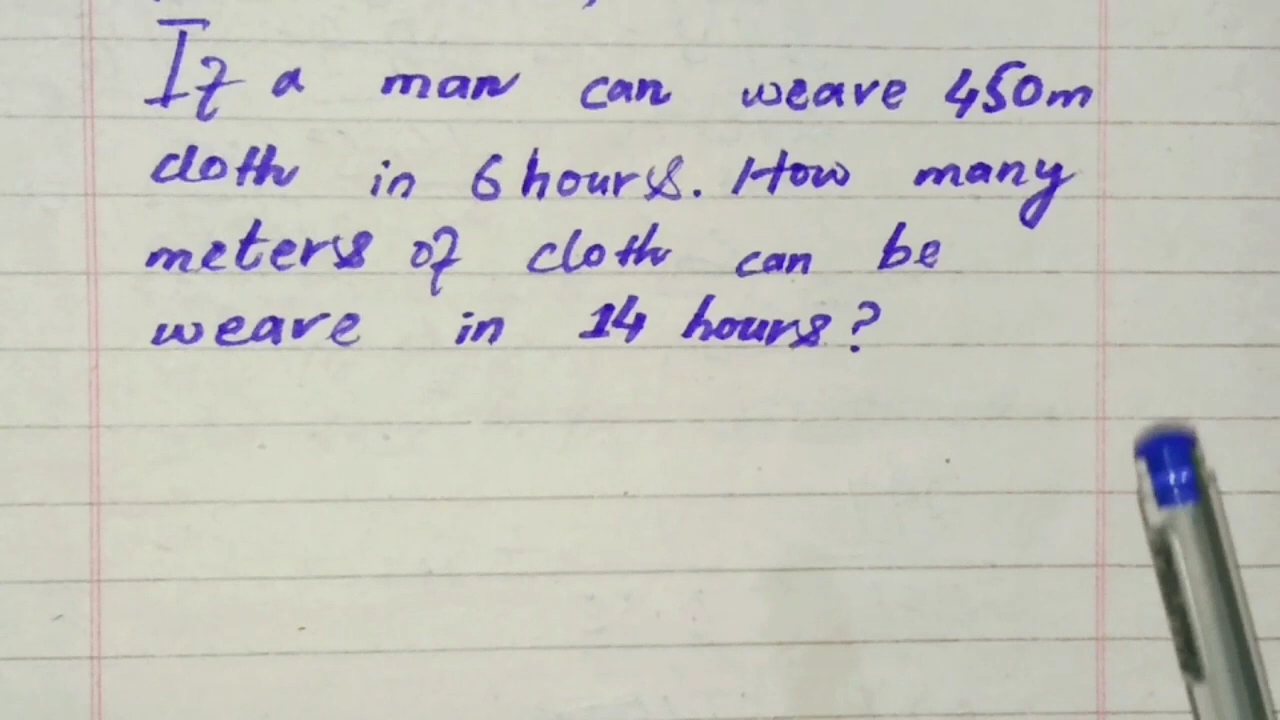 If a man can weave 450m
cloth in 6 hours. How many
meters of cloth can be
weave in 14 hours?